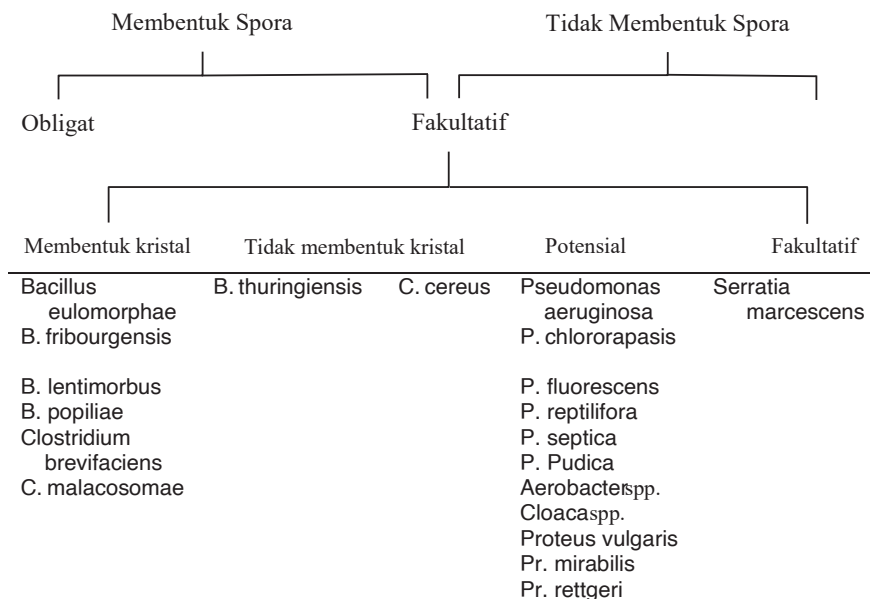 Membentuk Spora Tidak Membentuk Spora
Obligat Fakultatif
Membentuk kristal Tidak membentuk kristal Potensial Fakultatif
Bacillus B. thuringiensis C. cereus Pseudomonas Serratia
eulomorphae aeruginosa marcescens
B. fribourgensis P. chlororapasis
B. lentimorbus P. fluorescens
B. popiliae P. reptilifora
Clostridium P. septica
brevifaciens P. Pudica
C. malacosomae Aerobacterspp.
Cloacaspp.
Proteus vulgaris
Pr. mirabilis
Pr. rettgeri